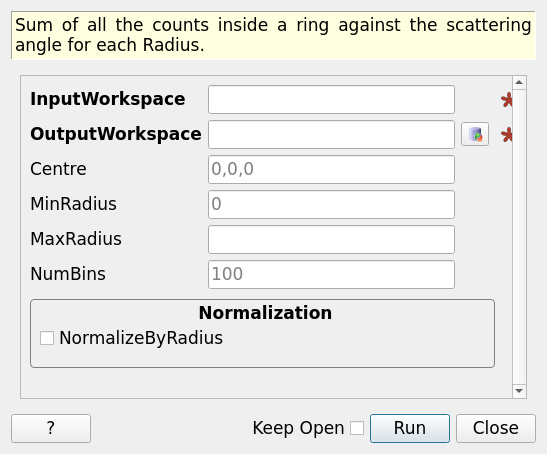 Sum of all the counts inside a ring against the scattering
angle for each Radius.
InputWorkspace
OutputWorkspace
Centre 0,0,0
MinRadius 0
MaxRadius
NumBins 100
Normalization
NormalizeByRadius
? Keep Open Run Close